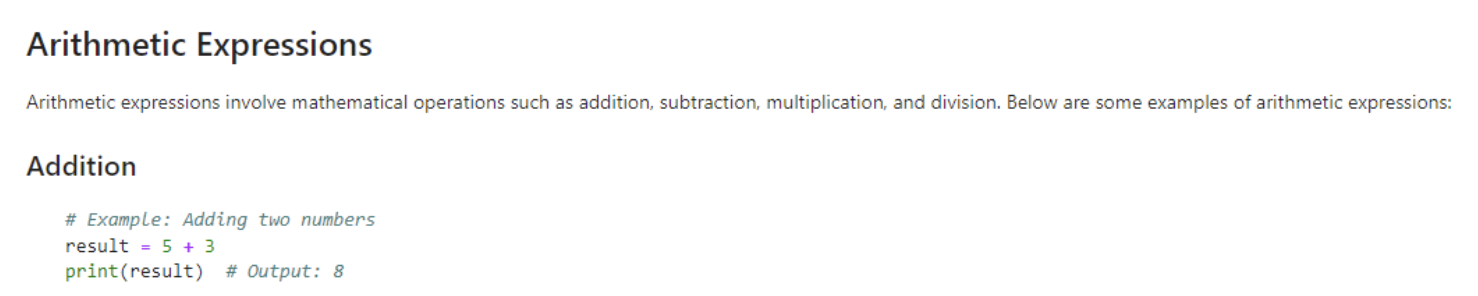 Arithmetic Expressions
Arithmetic expressions involve mathematical operations such as addition, subtraction, multiplication, and division. Below are some examples of arithmetic expressions:
Addition
# Example: Adding two numbers
result = 5 + 3
print(result)  # Output: 8